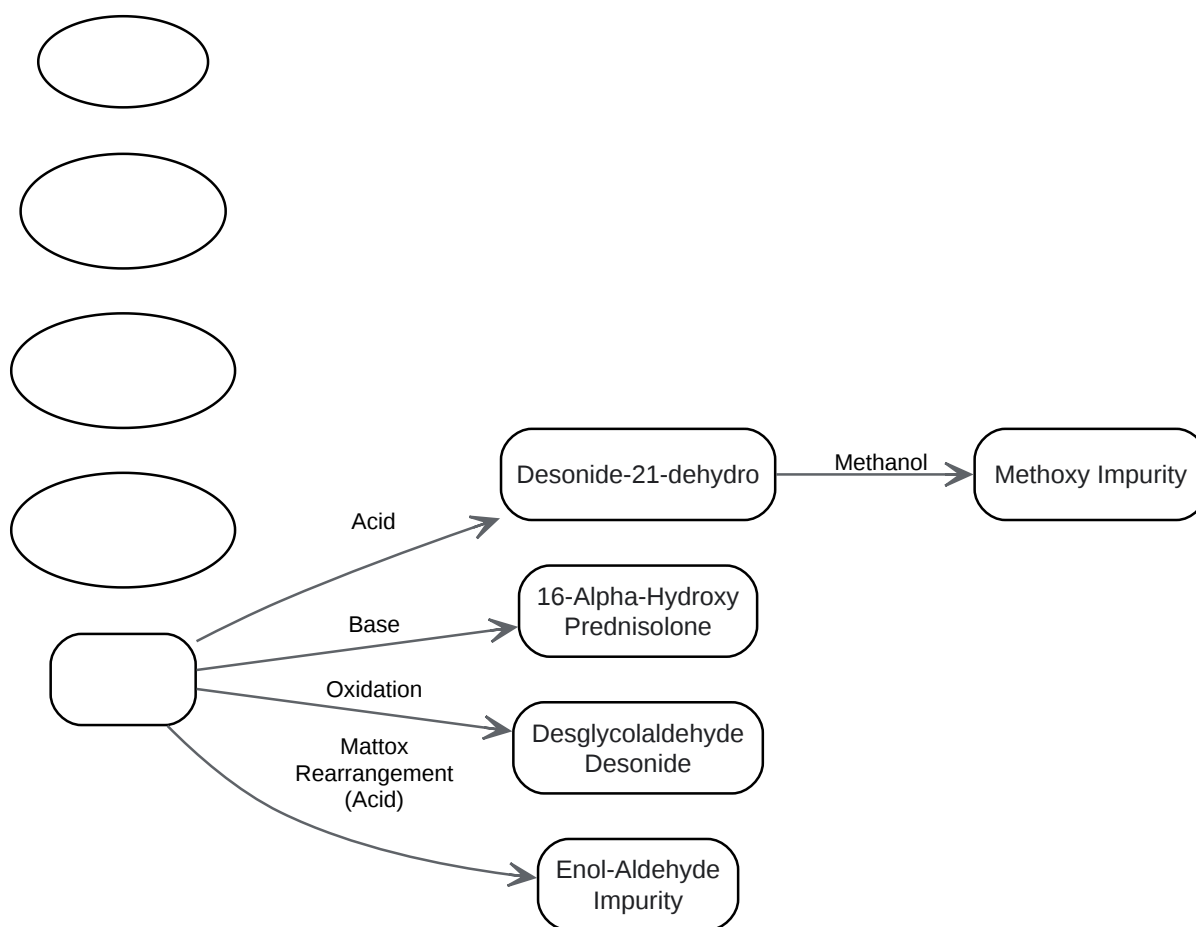 Desonide-21-dehydro
Methanol
Methoxy Impurity
Acid
16-Alpha-Hydroxy
Prednisolone
Base
Oxidation
Desglycolaldehyde
Desonide
Mattox
Rearrangement
(Acid)
Enol-Aldehyde
Impurity